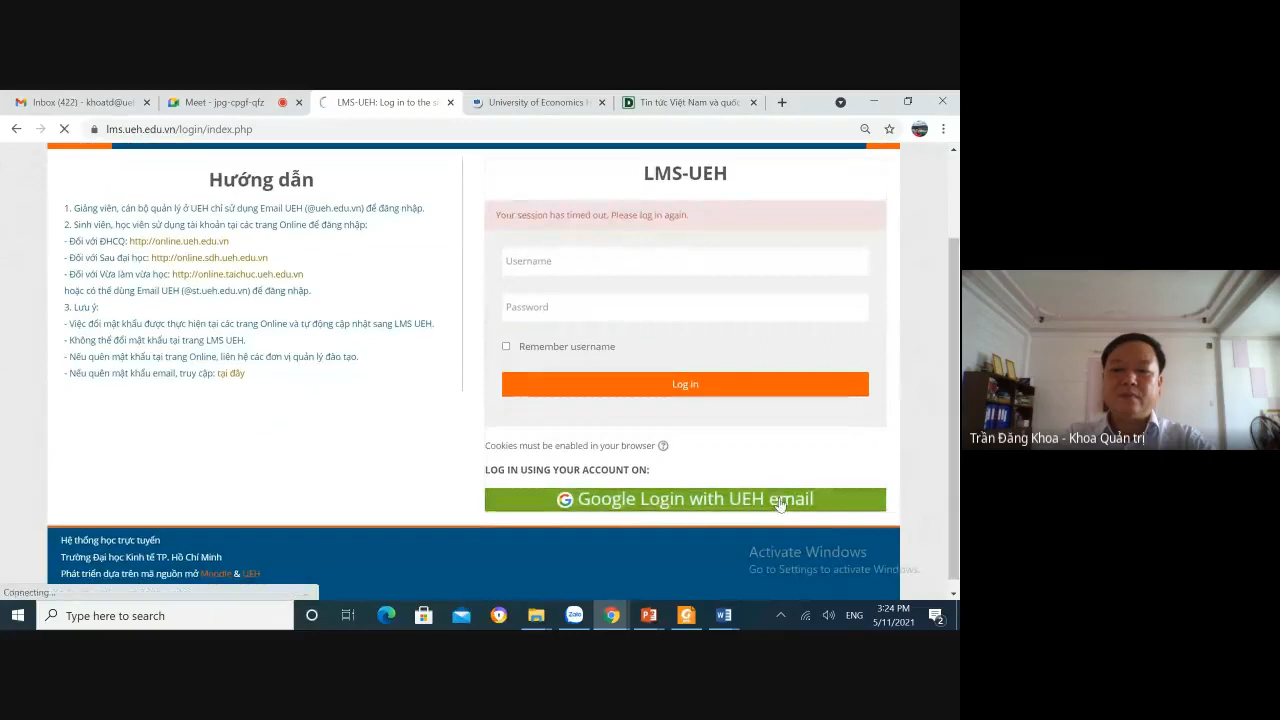 Inbox (422) - khoatd@ue
Meet - jpg-cpgf-qfz
LMS-UEH: Log in to the si
University of Economics
Tin tức Việt Nam và quốc
lms.ueh.edu.vn/login/index.php
Hướng dẫn
1. Giảng viên, cán bộ quản lý ở UEH chỉ sử dụng Email UEH (@ueh.edu.vn) để đăng nhập.
2. Sinh viên, học viên sử dụng tài khoản tại các trang Online để đăng nhập:
- Đối với ĐHCQ: http://online.ueh.edu.vn
- Đối với Sau đại học: http://online.sdh.ueh.edu.vn
- Đối với Vừa làm vừa học: http://online.taichuc.ueh.edu.vn
hoặc có thể dùng Email UEH (@st.ueh.edu.vn) để đăng nhập.
3. Lưu ý:
- Việc đổi mật khẩu được thực hiện tại các trang Online và tự động cập nhật sang LMS UEH.
- Không thể đổi mật khẩu tại trang LMS UEH.
- Nếu quên mật khẩu tại trang Online, liên hệ các đơn vị quản lý đào tạo.
- Nếu quên mật khẩu email, truy cập: tại đây
LMS-UEH
Your session has timed out. Please log in again.
Username
Password
Remember username
Log in
Cookies must be enabled in your browser
LOG IN USING YOUR ACCOUNT ON:
Google Login with UEH email
Hệ thống học trực tuyến
Trường Đại học Kinh tế TP. Hồ Chí Minh
Phát triển dựa trên mã nguồn mở Moodle & UEH
Activate Windows
Go to Settings to activate Windows.
Connecting...
Type here to search
Zalo
ENG
3:24 PM
5/11/2021
2
Trần Đăng Khoa - Khoa Quản trị